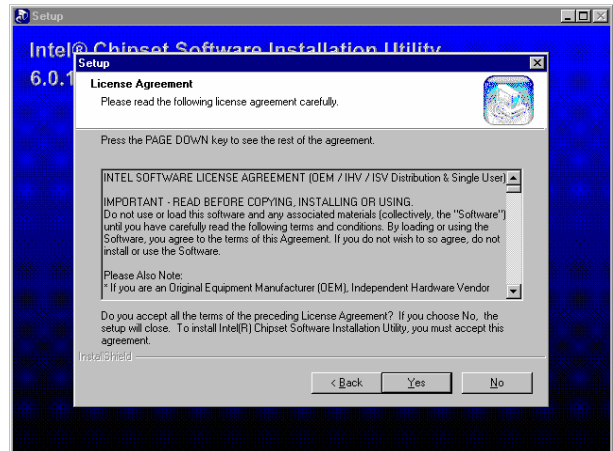 Setup
Intel® Chipset Software Installation Utility
6.0.1
Setup
License Agreement
Please read the following license agreement carefully.
Press the PAGE DOWN key to see the rest of the agreement.
INTEL SOFTWARE LICENSE AGREEMENT (OEM / IHV / ISV Distribution & Single User)
IMPORTANT - READ BEFORE COPYING, INSTALLING OR USING.
Do not use or load this software and any associated materials (collectively, the "Software")
until you have carefully read the following terms and conditions. By loading or using the
Software, you agree to the terms of this Agreement. If you do not wish to so agree, do not
install or use the Software.
Please Also Note:
* If you are an Original Equipment Manufacturer (OEM), Independent Hardware Vendor
Do you accept all the terms of the preceding License Agreement? If you choose No, the
setup will close. To install Intel(R) Chipset Software Installation Utility, you must accept this
agreement.
InstallShield
< Back
Yes
No